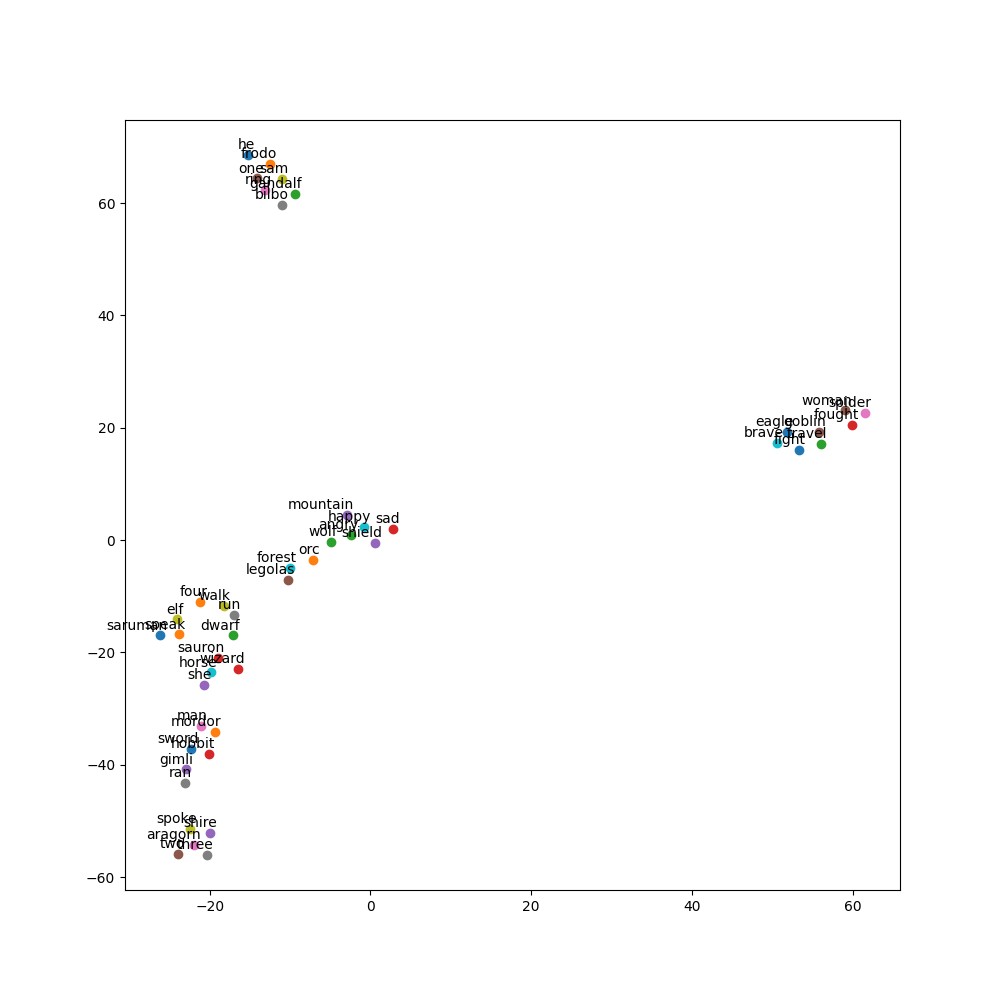 he
frodo
one sam
ring
gandalf
bilbo
60
40
woman
spider
fought
eagle goblin
brave travel
light
20
mountain
happy
sad
angry
wolf shield
0
orc
forest
legolas
four
walk
run
elf
saruman speak
dwarf
−20
sauron
wizard
horse
she
man
mordor
sword
hobbit
−40
gimli
ran
spoke
shire
aragorn
two three
−60
−20 0 20 40 60